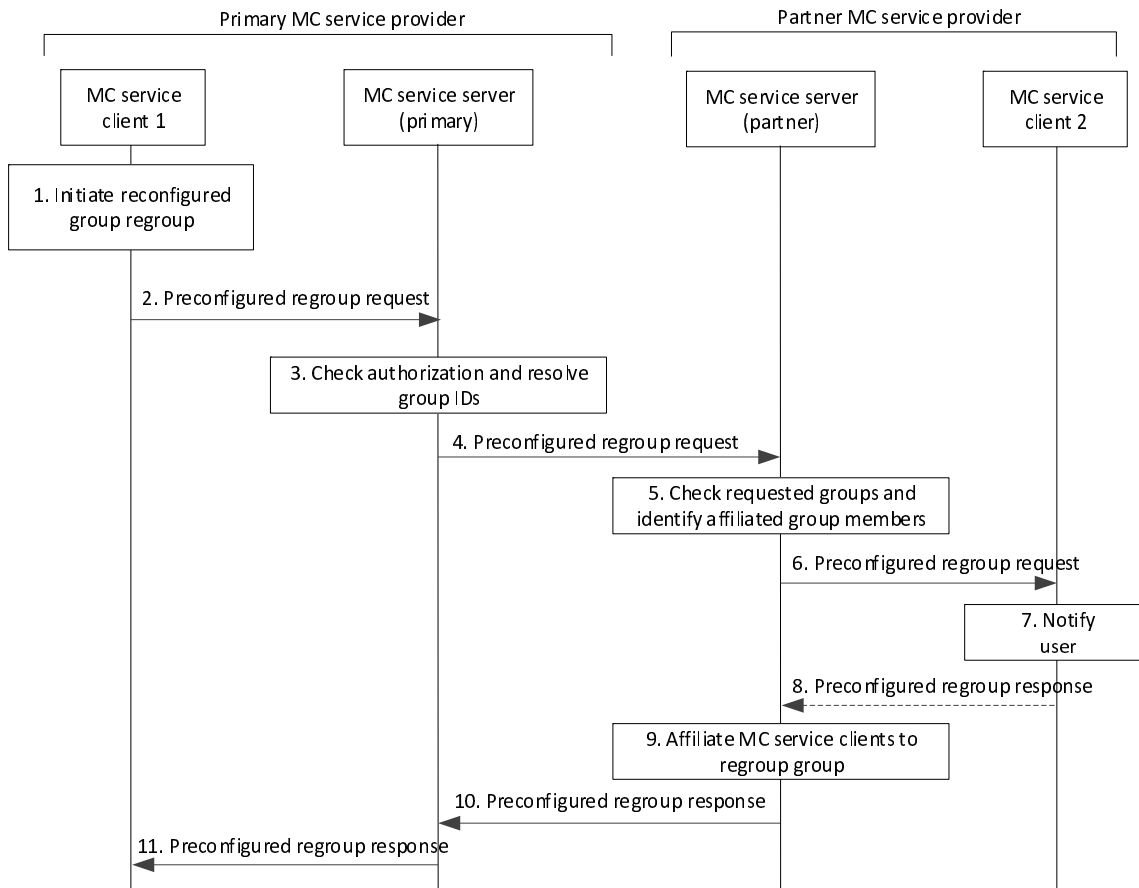 Primary MC service provider
Partner MC service provider
MC service
client 1
MC service server
(primary)
MC service server
(partner)
MC service
client 2
1. Initiate reconfigured
group regroup
2. Preconfigured regroup request
3. Check authorization and resolve
group IDs
4. Preconfigured regroup request
5. Check requested groups and
identify affiliated group members
6. Preconfigured regroup request
7. Notify
user
8. Preconfigured regroup response
9. Affiliate MC service clients to
regroup group
10. Preconfigured regroup response
11. Preconfigured regroup response